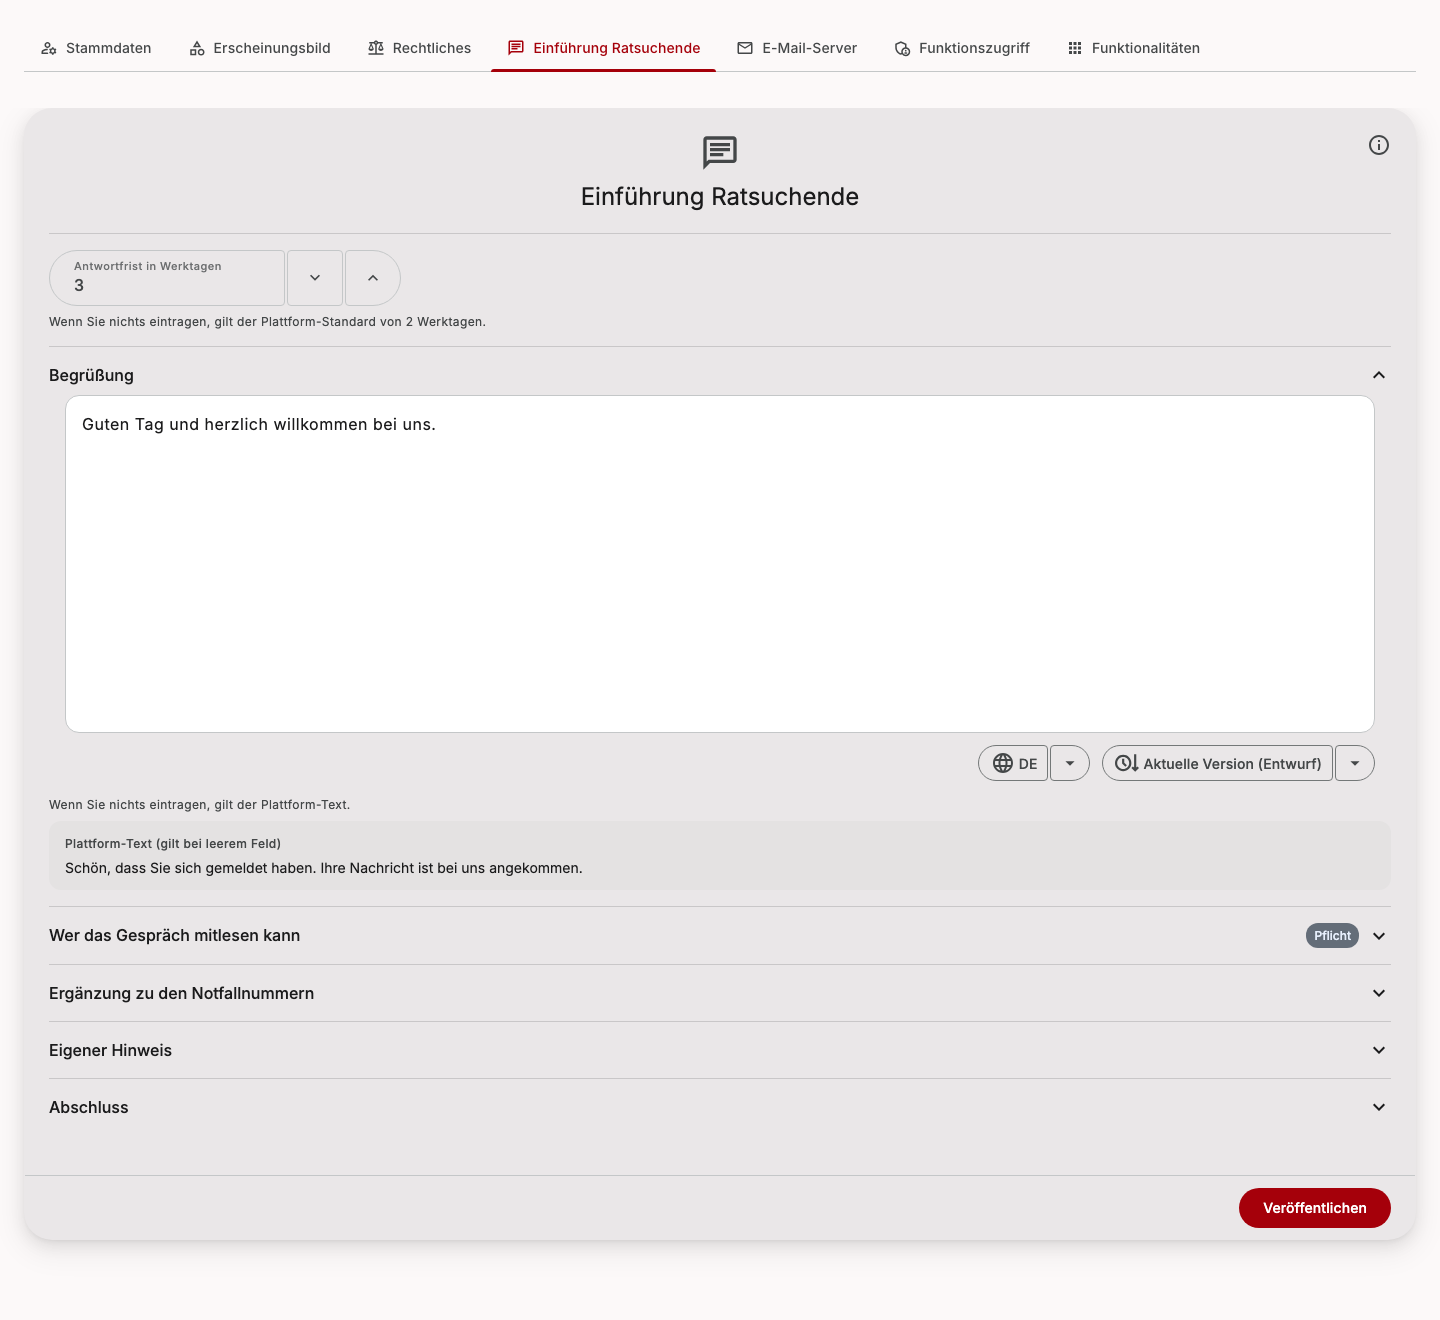 Stammdaten
Erscheinungsbild
Rechtliches
Einführung Ratsuchende
E-Mail-Server
Funktionszugriff
Funktionalitäten
Einführung Ratsuchende
Antwortfrist in Werktagen
3
Wenn Sie nichts eintragen, gilt der Plattform-Standard von 2 Werktagen.
Begrüßung
Guten Tag und herzlich willkommen bei uns.
DE
Aktuelle Version (Entwurf)
Wenn Sie nichts eintragen, gilt der Plattform-Text.
Plattform-Text (gilt bei leerem Feld)
Schön, dass Sie sich gemeldet haben. Ihre Nachricht ist bei uns angekommen.
Wer das Gespräch mitlesen kann
Pflicht
Ergänzung zu den Notfallnummern
Eigener Hinweis
Abschluss
Veröffentlichen